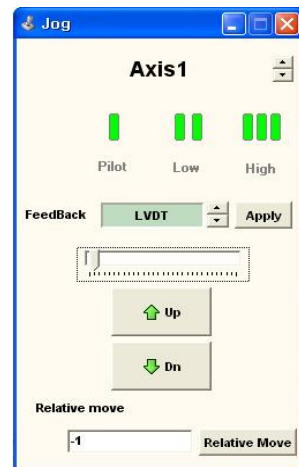 Jog
Axis1
Pilot Low High
FeedBack LVDT Apply
Up
Dn
Relative move
-1 Relative Move